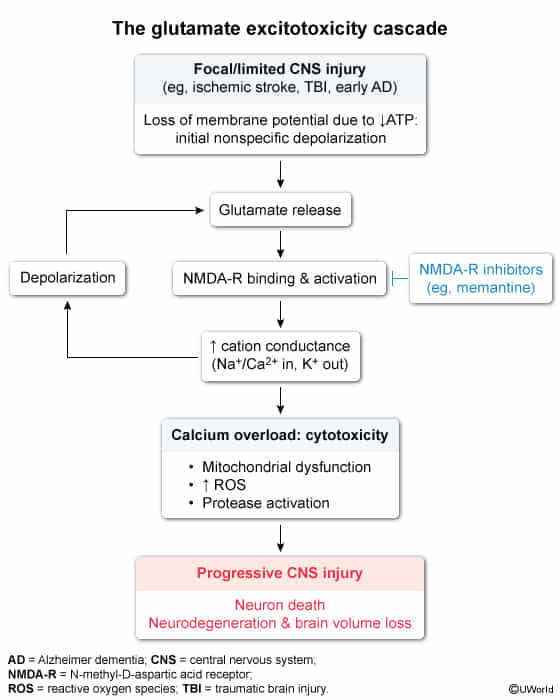 The glutamate excitotoxicity cascade
Focal/limited CNS injury
(eg, ischemic stroke, TBI, early AD)
Loss of membrane potential due to ↓ATP:
initial nonspecific depolarization
Glutamate release
Depolarization
NMDA-R binding & activation
NMDA-R inhibitors
(eg, memantine)
↑ cation conductance
(Na⁺/Ca²⁺ in, K⁺ out)
Calcium overload: cytotoxicity
• Mitochondrial dysfunction
• ↑ ROS
• Protease activation
Progressive CNS injury
Neuron death
Neurodegeneration & brain volume loss
AD = Alzheimer dementia; CNS = central nervous system;
NMDA-R = N-methyl-D-aspartic acid receptor;
ROS = reactive oxygen species; TBI = traumatic brain injury.
©UWorld